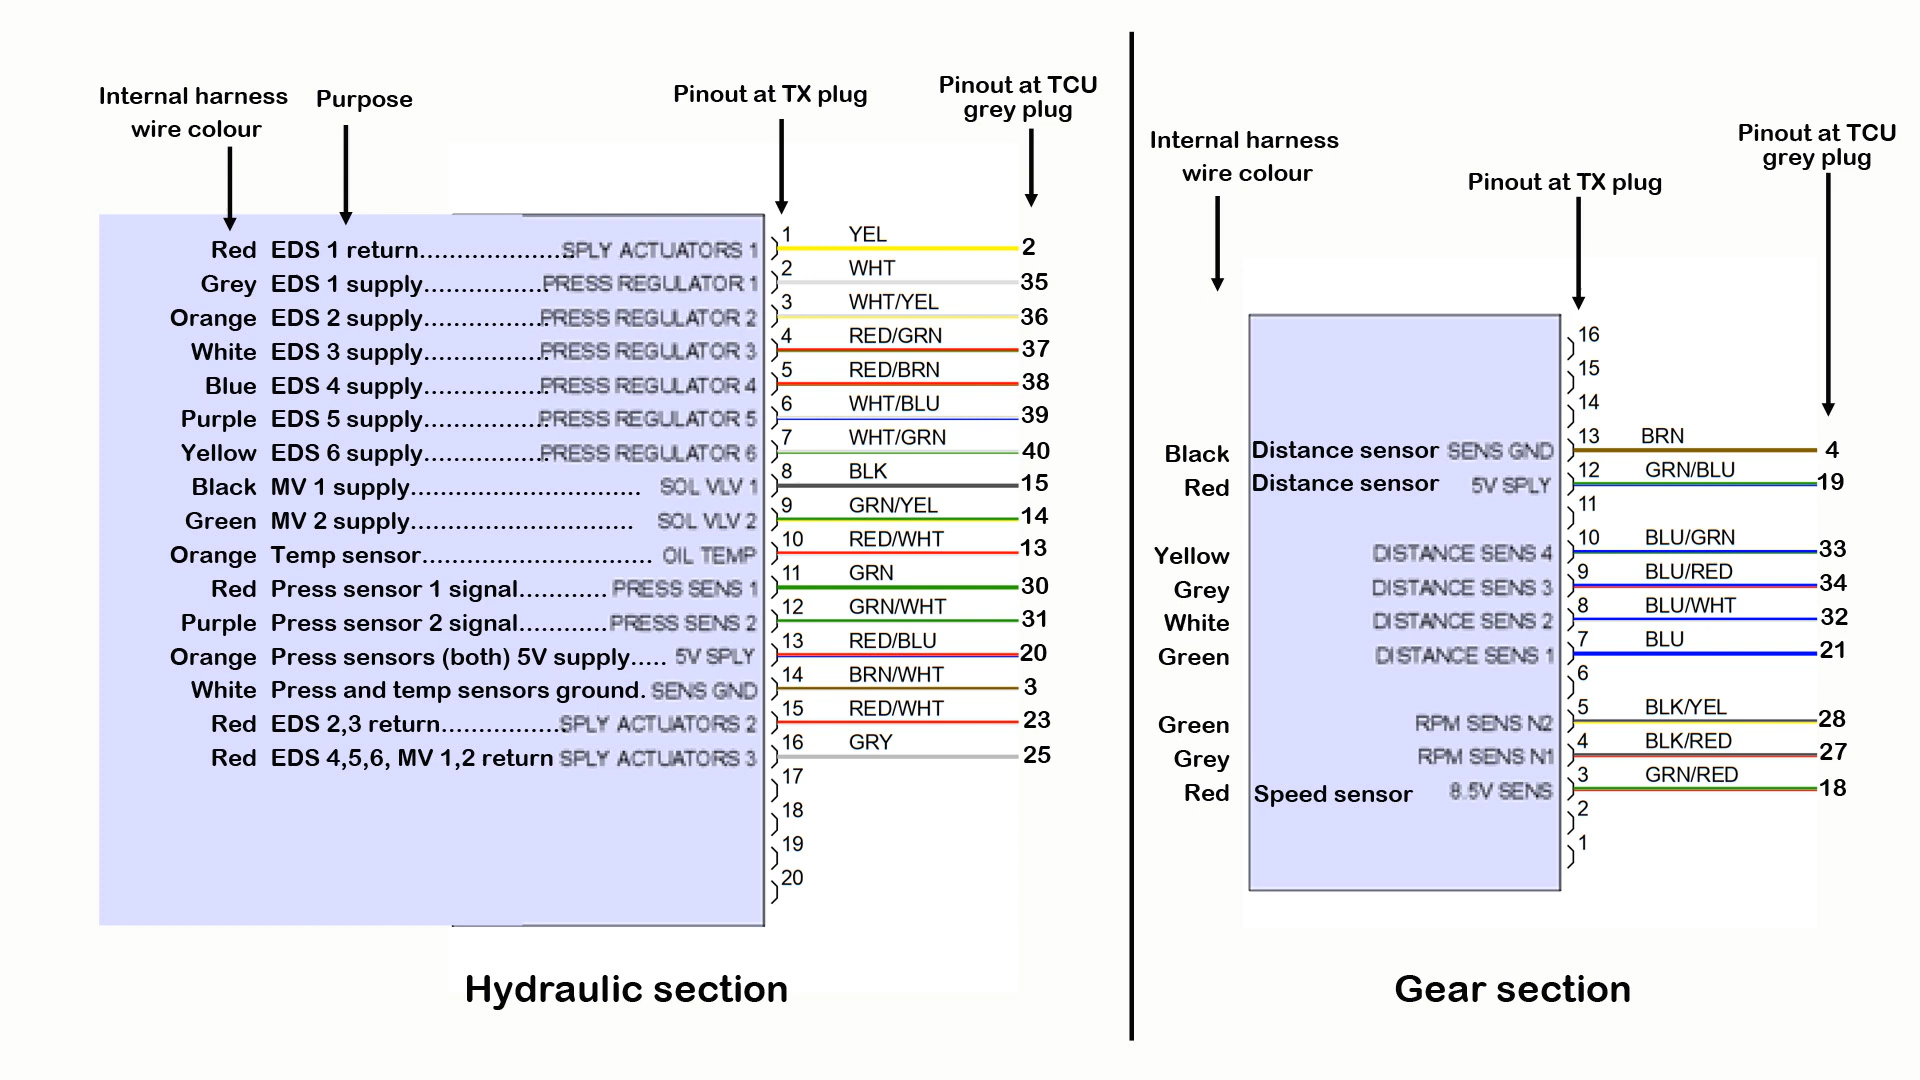 Internal harness
wire colour
Purpose
Pinout at TX plug
Pinout at TCU
grey plug
Red EDS 1 return.................... SPLY ACTUATORS 1 1 YEL 2
Grey EDS 1 supply................ PRESS REGULATOR 1 2 WHT 35
Orange EDS 2 supply................ PRESS REGULATOR 2 3 WHT/YEL 36
White EDS 3 supply................ PRESS REGULATOR 3 4 RED/GRN 37
Blue EDS 4 supply................ PRESS REGULATOR 4 5 RED/BRN 38
Purple EDS 5 supply................ PRESS REGULATOR 5 6 WHT/BLU 39
Yellow EDS 6 supply................ PRESS REGULATOR 6 7 WHT/GRN 40
Black MV 1 supply............................... SOL VLV 1 8 BLK 15
Green MV 2 supply.............................. SOL VLV 2 9 GRN/YEL 14
Orange Temp sensor............................... OIL TEMP 10 RED/WHT 13
Red Press sensor 1 signal............ PRESS SENS 1 11 GRN 30
Purple Press sensor 2 signal............ PRESS SENS 2 12 GRN/WHT 31
Orange Press sensors (both) 5V supply..... 5V SPLY 13 RED/BLU 20
White Press and temp sensors ground. SENS GND 14 BRN/WHT 3
Red EDS 2,3 return................. SPLY ACTUATORS 2 15 RED/WHT 23
Red EDS 4,5,6, MV 1,2 return SPLY ACTUATORS 3 16 GRY 25
17
18
19
20
Hydraulic section
Internal harness
wire colour
Pinout at TX plug
Pinout at TCU
grey plug
16
15
14
Black Distance sensor SENS GND 13 BRN 4
Red Distance sensor 5V SPLY 12 GRN/BLU 19
11
Yellow DISTANCE SENS 4 10 BLU/GRN 33
Grey DISTANCE SENS 3 9 BLU/RED 34
White DISTANCE SENS 2 8 BLU/WHT 32
Green DISTANCE SENS 1 7 BLU 21
6
Green RPM SENS N2 5 BLK/YEL 28
Grey RPM SENS N1 4 BLK/RED 27
Red Speed sensor 8.5V SENS 3 GRN/RED 18
2
1
Gear section